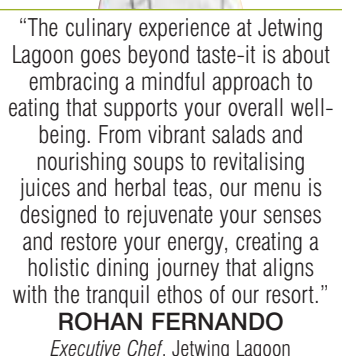 “The culinary experience at Jetwing
Lagoon goes beyond taste-it is about
embracing a mindful approach to
eating that supports your overall well-
being. From vibrant salads and
nourishing soups to revitalising
juices and herbal teas, our menu is
designed to rejuvenate your senses
and restore your energy, creating a
holistic dining journey that aligns
with the tranquil ethos of our resort.”
ROHAN FERNANDO
Executive Chef, Jetwing Lagoon